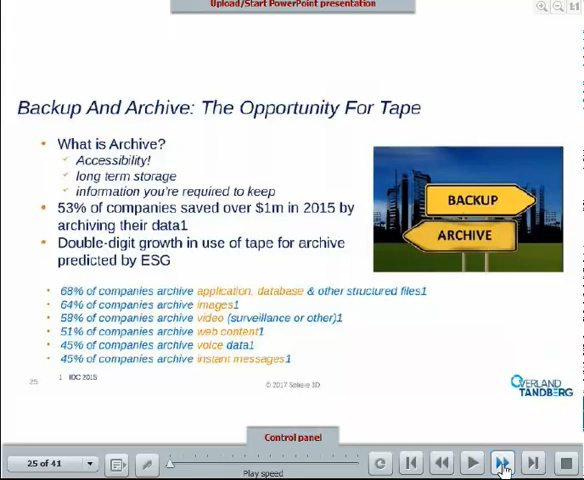 Upload/Start PowerPoint presentation
Backup And Archive: The Opportunity For Tape
What is Archive?
Accessibility!
long term storage
information you're required to keep
53% of companies saved over $1m in 2015 by
archiving their data1
Double-digit growth in use of tape for archive
predicted by ESG
BACKUP
ARCHIVE
68% of companies archive application, database & other structured files1
64% of companies archive images1
58% of companies archive video (surveillance or other)1
51% of companies archive web content1
45% of companies archive voice data1
45% of companies archive instant messages1
1 IDC 2015
25
© 2017 Sphere 3D
OVERLAND
TANDBERG
Control panel
25 of 41
Play speed